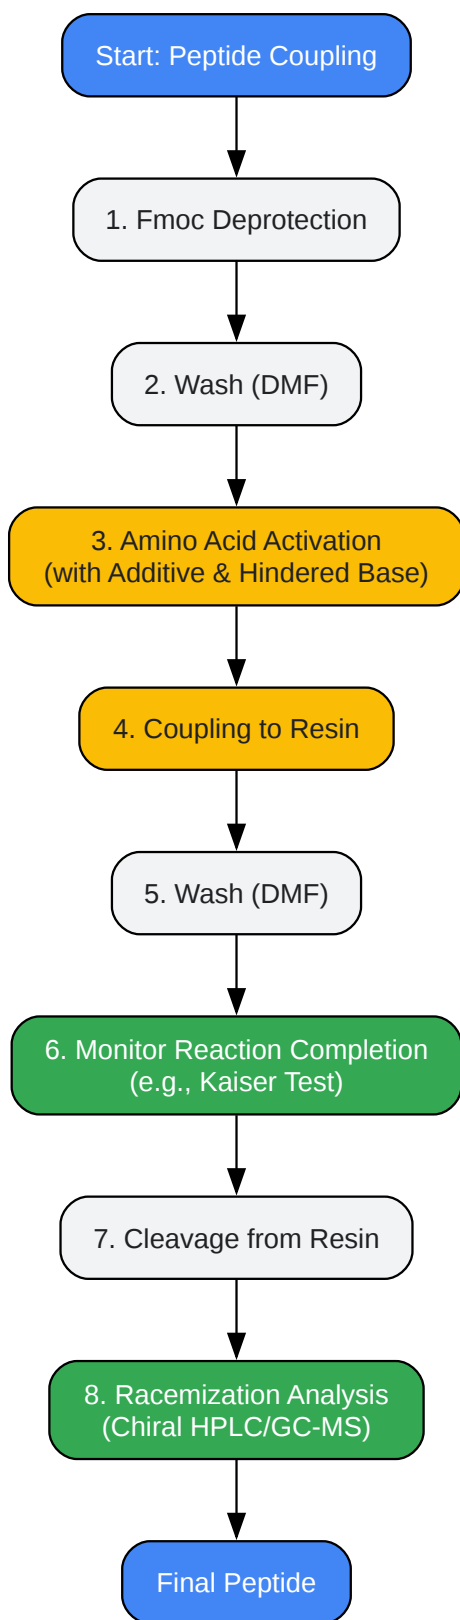 Start: Peptide Coupling
1. Fmoc Deprotection
2. Wash (DMF)
3. Amino Acid Activation
(with Additive & Hindered Base)
4. Coupling to Resin
5. Wash (DMF)
6. Monitor Reaction Completion
(e.g., Kaiser Test)
7. Cleavage from Resin
8. Racemization Analysis
(Chiral HPLC/GC-MS)
Final Peptide